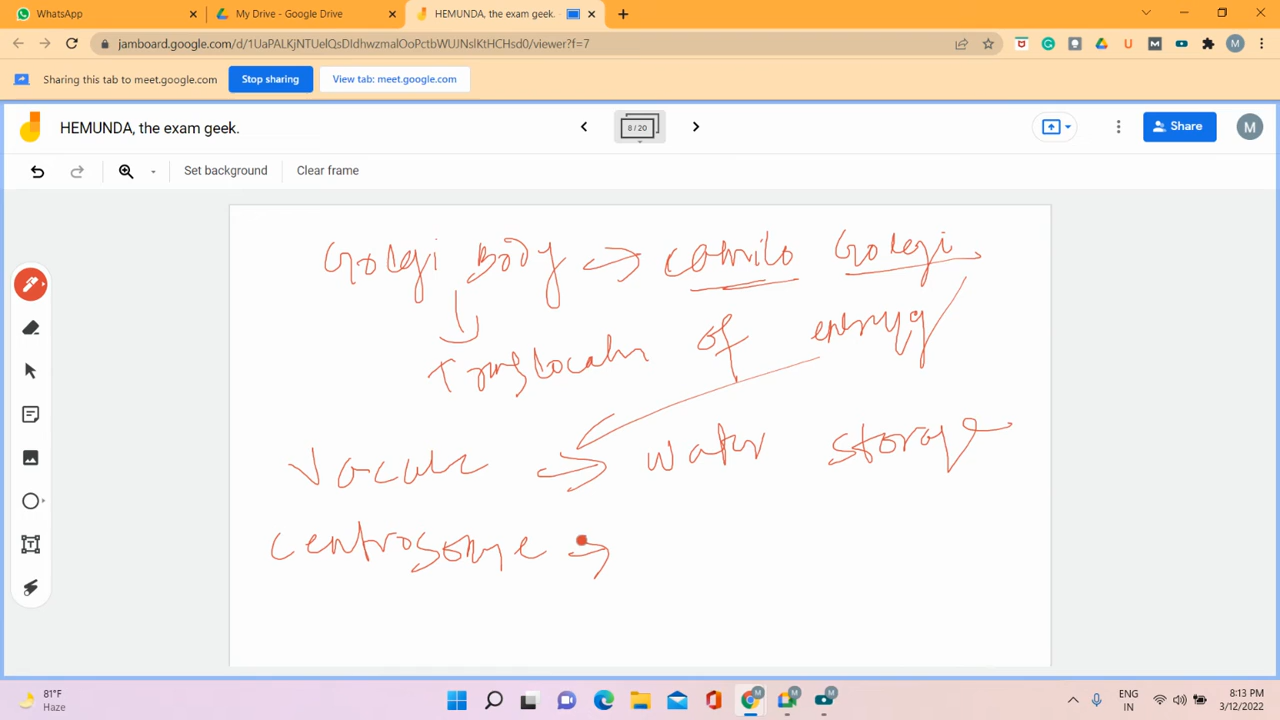 WhatsApp
My Drive - Google Drive
HEMUNDA, the exam geek.
jamboard.google.com/d/1UaPALKjNTUelQsDIdhwzmalOoPctbWUJNslKtHCHsd0/viewer?f=7
Sharing this tab to meet.google.com
Stop sharing
View tab: meet.google.com
HEMUNDA, the exam geek.
8 / 20
Share
M
Set background
Clear frame
Golgi Body → Camilo Golgi
of energy
→ Water storage
Centrosome →
81°F
Haze
ENG
IN
8:13 PM
3/12/2022